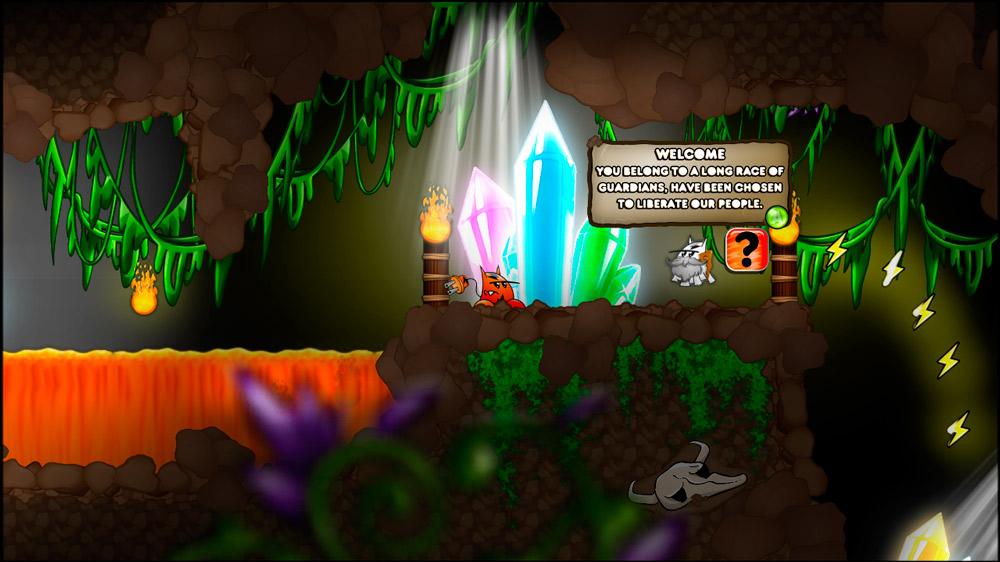 WELCOME
YOU BELONG TO A LONG RACE OF
GUARDIANS, HAVE BEEN CHOSEN
TO LIBERATE OUR PEOPLE.
?